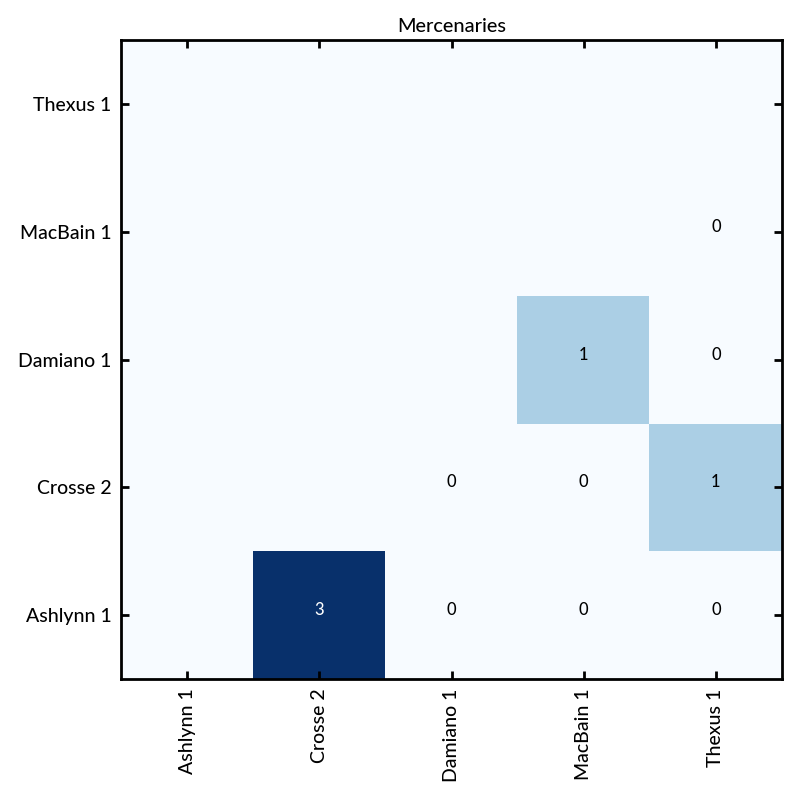 Mercenaries
Thexus 1
MacBain 1 0
Damiano 1 1 0
Crosse 2 0 0 1
Ashlynn 1 3 0 0 0
Ashlynn 1
Crosse 2
Damiano 1
MacBain 1
Thexus 1